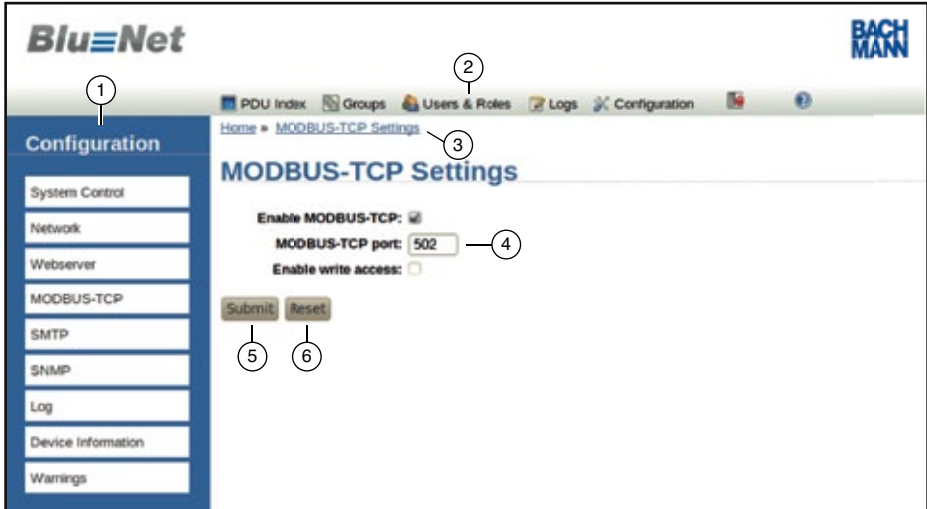 BlueNet
BACH
MANN
1
2
PDU Index Groups Users & Roles Logs Configuration
Configuration
Home » MODBUS-TCP Settings
3
MODBUS-TCP Settings
System Control
Network
Webserver
MODBUS-TCP
SMTP
SNMP
Log
Device Information
Warnings
Enable MODBUS-TCP:
MODBUS-TCP port: 502
4
Enable write access:
Submit Reset
5 6